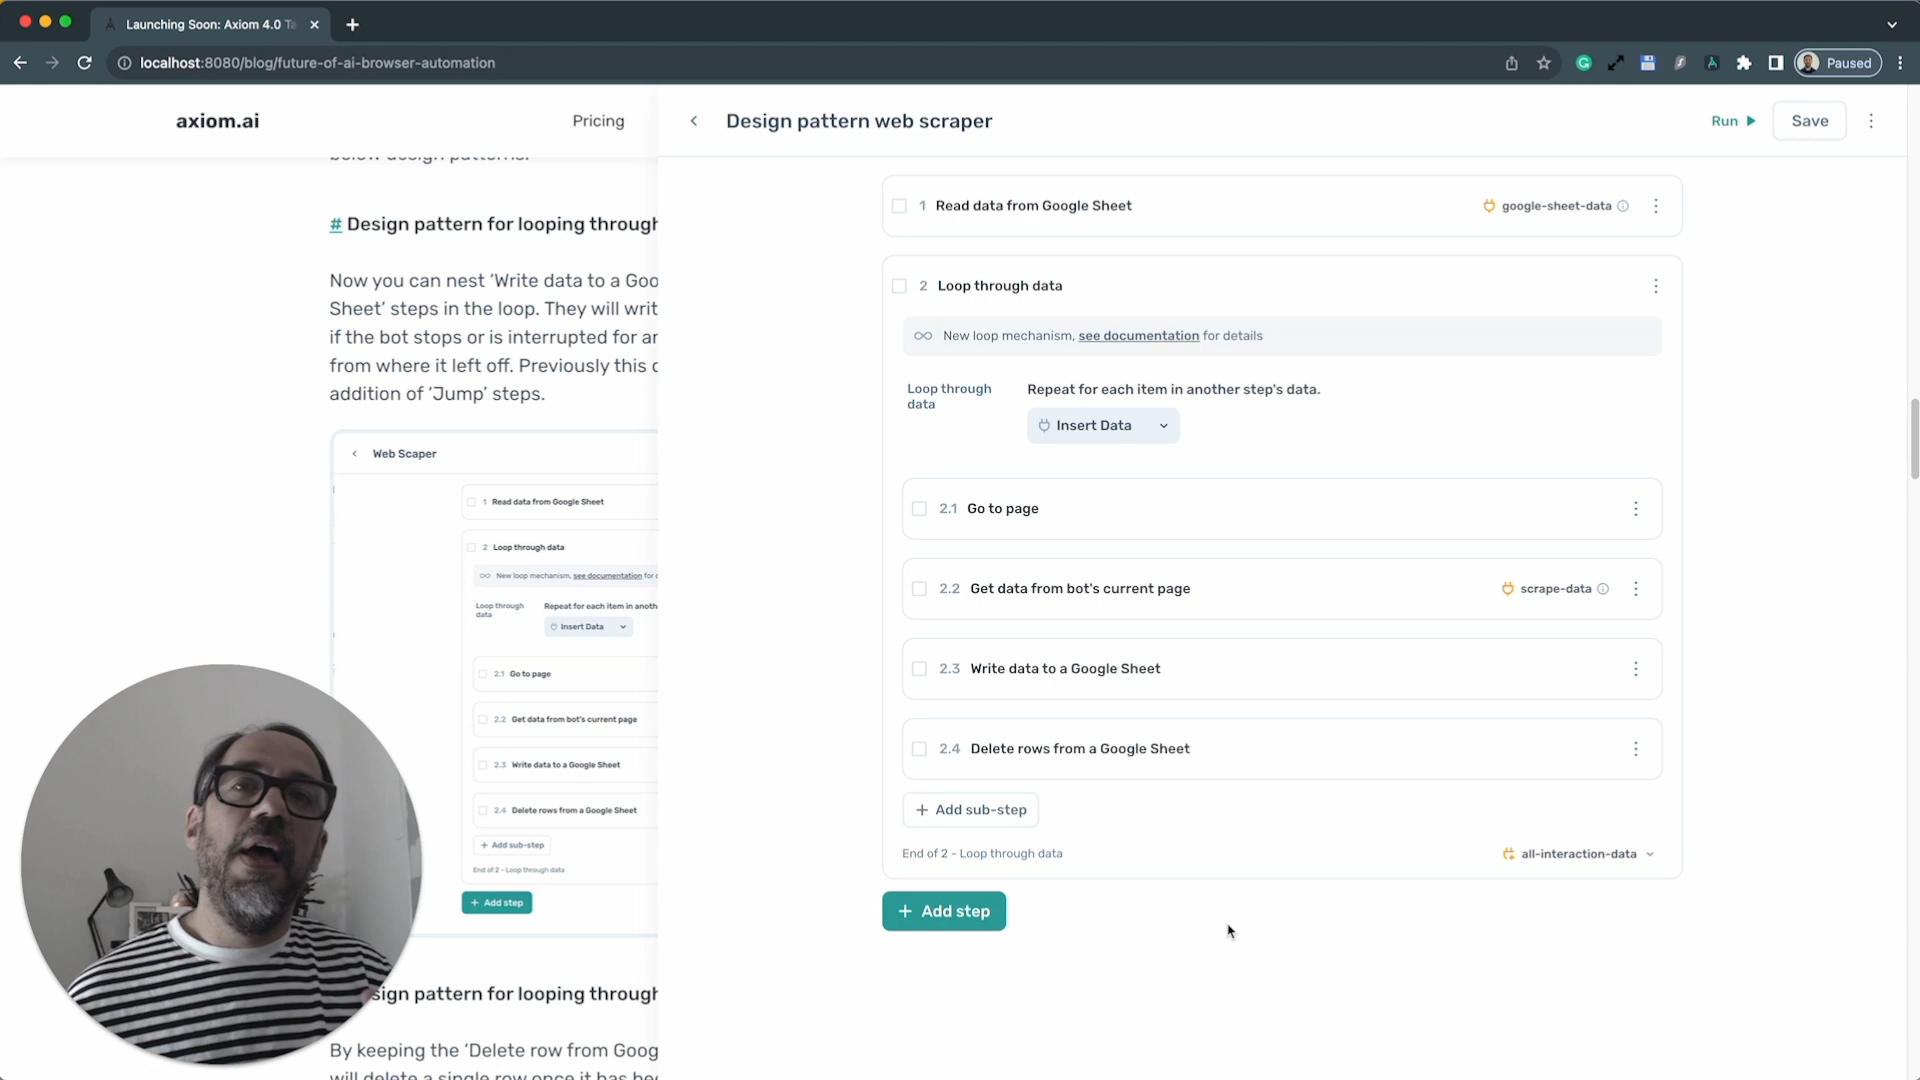 Launching Soon: Axiom 4.0 Ta
localhost:8080/blog/future-of-ai-browser-automation
Paused
axiom.ai
Pricing
below design patterns.
# Design pattern for looping through
Now you can nest ‘Write data to a Goo
Sheet’ steps in the loop. They will writ
if the bot stops or is interrupted for an
from where it left off. Previously this
addition of ‘Jump’ steps.
Web Scaper
1 Read data from Google Sheet
2 Loop through data
New loop mechanism, see documentation for
Loop through
data
Repeat for each item in anoth
Insert Data
2.1 Go to page
2.2 Get data from bot's current page
2.3 Write data to a Google Sheet
2.4 Delete rows from a Google Sheet
+ Add sub-step
End of 2 - Loop through data
+ Add step
sign pattern for looping through
By keeping the ‘Delete row from Goog
will delete a single row once it has bee
Design pattern web scraper
Run
Save
1 Read data from Google Sheet
google-sheet-data
2 Loop through data
New loop mechanism, see documentation for details
Loop through
data
Repeat for each item in another step's data.
Insert Data
2.1 Go to page
2.2 Get data from bot's current page
scrape-data
2.3 Write data to a Google Sheet
2.4 Delete rows from a Google Sheet
+ Add sub-step
End of 2 - Loop through data
all-interaction-data
+ Add step